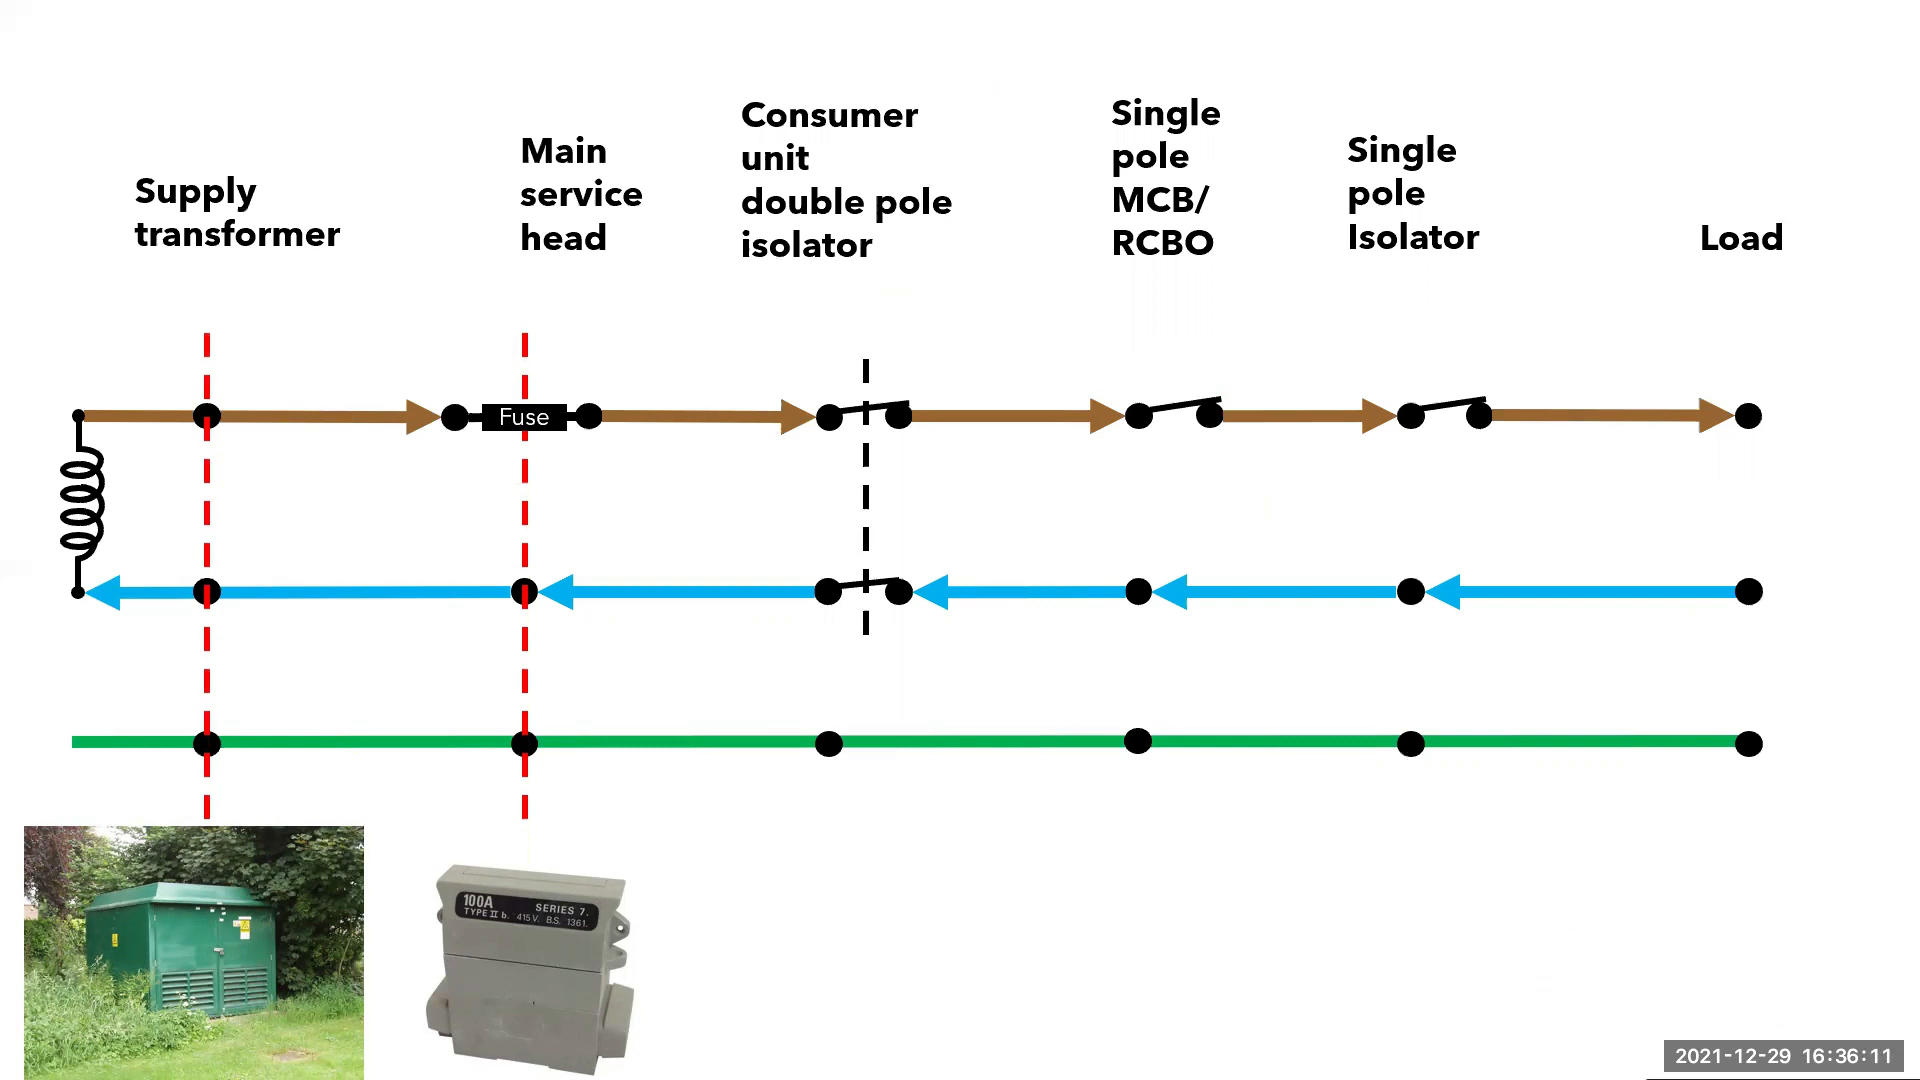 Supply
transformer
Main
service
head
Consumer
unit
double pole
isolator
Single
pole
MCB/
RCBO
Single
pole
Isolator
Load
Fuse
100A
SERIES 7.
TYPE II b. 415V. B.S. 1361.
2021-12-29 16:36:11